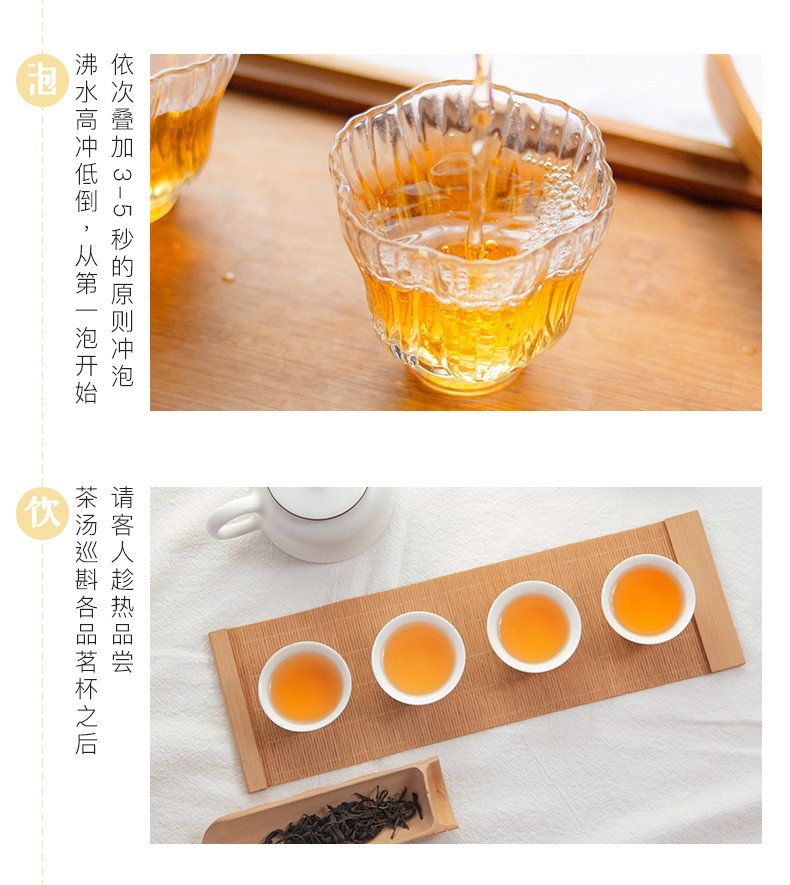 泡
沸水高冲低倒，从第一泡开始
依次叠加3-5秒的原则冲泡
饮
茶汤巡斟各品茗杯之后
请客人趁热品尝